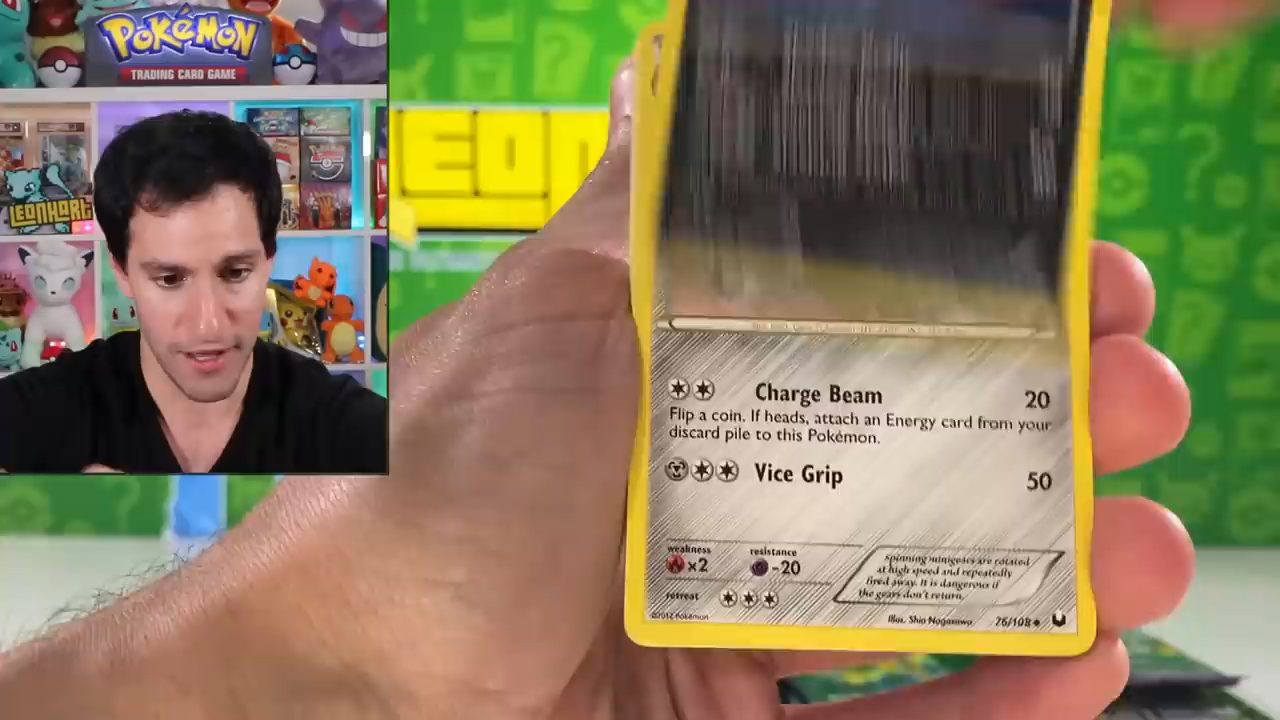 POKÉMON
TRADING CARD GAME
LEONHART
Charge Beam 20
Flip a coin. If heads, attach an Energy card from your
discard pile to this Pokémon.
Vice Grip 50
weakness resistance
×2 -20
retreat
Spinning minigears are rotated
at high speed and repeatedly
fired away. It is dangerous if
the gears don't return.
©2012 Pokémon Illus. Shin Nagasawa 76/108